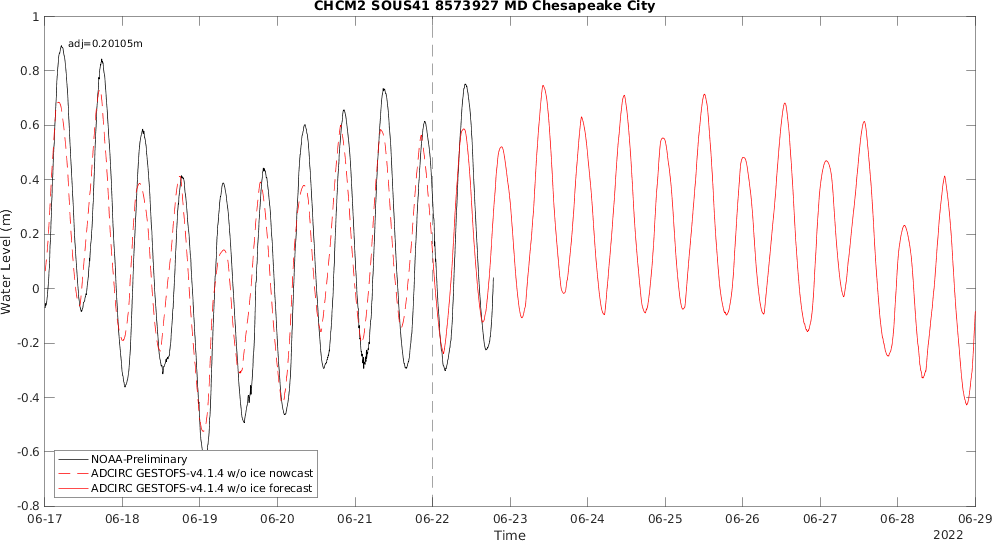 CHCM2 SOUS41 8573927 MD Chesapeake City
adj=0.20105m
Water Level (m)
1
0.8
0.6
0.4
0.2
0
-0.2
-0.4
-0.6
-0.8
NOAA-Preliminary
ADCIRC GESTOFS-v4.1.4 w/o ice nowcast
ADCIRC GESTOFS-v4.1.4 w/o ice forecast
06-17 06-18 06-19 06-20 06-21 06-22 06-23 06-24 06-25 06-26 06-27 06-28 06-29
Time
2022